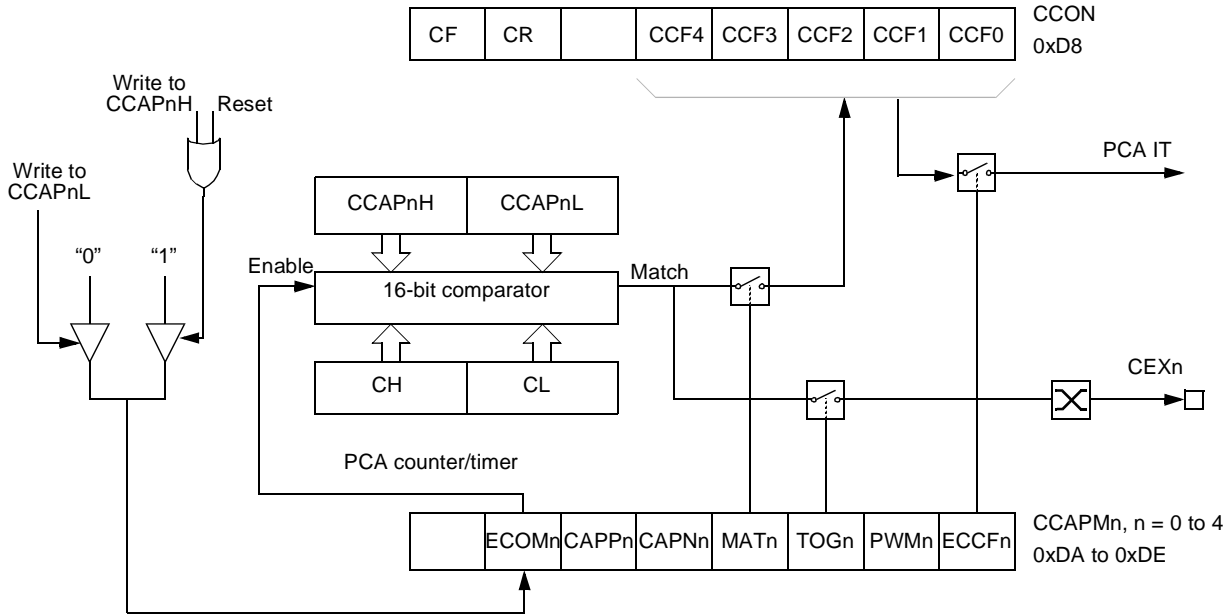 CF CR CCF4 CCF3 CCF2 CCF1 CCF0
CCON
0xD8
Write to
CCAPnH Reset
Write to
CCAPnL
PCA IT
CCAPnH CCAPnL
“0” “1”
Enable
16-bit comparator
Match
CH CL
CEXn
PCA counter/timer
ECOMn CAPPn CAPNn MATn TOGn PWMn ECCFn
CCAPMn, n = 0 to 4
0xDA to 0xDE